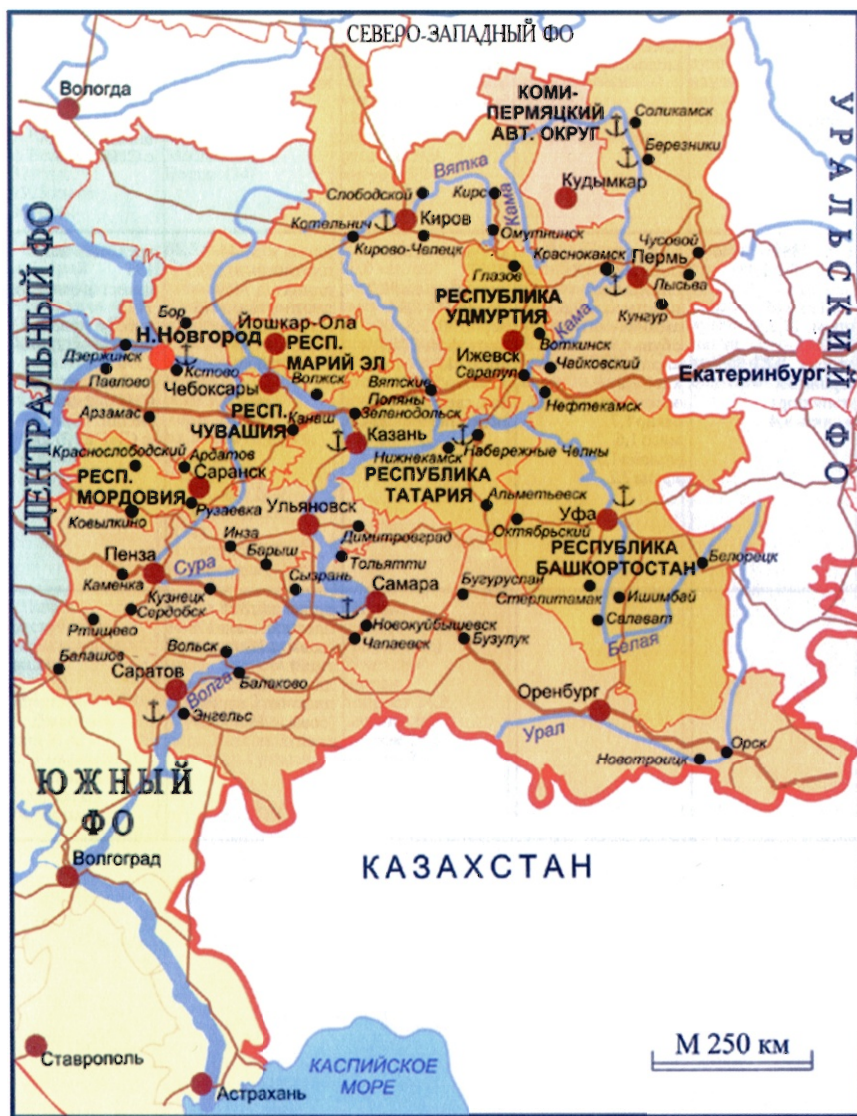 СЕВЕРО-ЗАПАДНЫЙ ФО
Вологда
КОМИ-
ПЕРМЯЦКИЙ
АВТ. ОКРУГ
Соликамск
Березники
УРАЛЬСКИЙ ФО
Вятка
Слободской
Кирс
Кама
Кудымкар
Котельнич
Киров
Омутнинск
Кирово-Чепецк
Краснокамск
Чусовой
Пермь
Глазов
Лысьва
ЦЕНТРАЛЬНЫЙ ФО
Бор
РЕСПУБЛИКА
УДМУРТИЯ
Кама
Кунгур
Н.Новгород
Йошкар-Ола
РЕСП.
МАРИЙ ЭЛ
Воткинск
Дзержинск
Ижевск
Чайковский
Павлово
Кстово
Сарапул
Екатеринбург
Чебоксары
Волжск
Вятские
Поляны
Нефтекамск
Арзамас
РЕСП.
ЧУВАШИЯ
Канаш
Зеленодольск
Казань
Набережные Челны
Нижнекамск
Краснослободский
Ардатов
РЕСП.
МОРДОВИЯ
Саранск
РЕСПУБЛИКА
ТАТАРИЯ
Рузаевка
Ульяновск
Альметьевск
Уфа
Ковылкино
Инза
Димитровград
Октябрьский
РЕСПУБЛИКА
БАШКОРТОСТАН
Белорецк
Пенза
Сура
Барыш
Тольятти
Каменка
Кузнецк
Сызрань
Самара
Бугуруслан
Стерлитамак
Ишимбай
Сердобск
Ртищево
Новокуйбышевск
Салават
Вольск
Чапаевск
Бузулук
Белая
Балашов
Саратов
Волга
Балаково
Оренбург
Энгельс
Урал
Орск
Новотроицк
ЮЖНЫЙ
ФО
Волгоград
КАЗАХСТАН
Ставрополь
КАСПИЙСКОЕ
МОРЕ
М 250 км
Астрахань